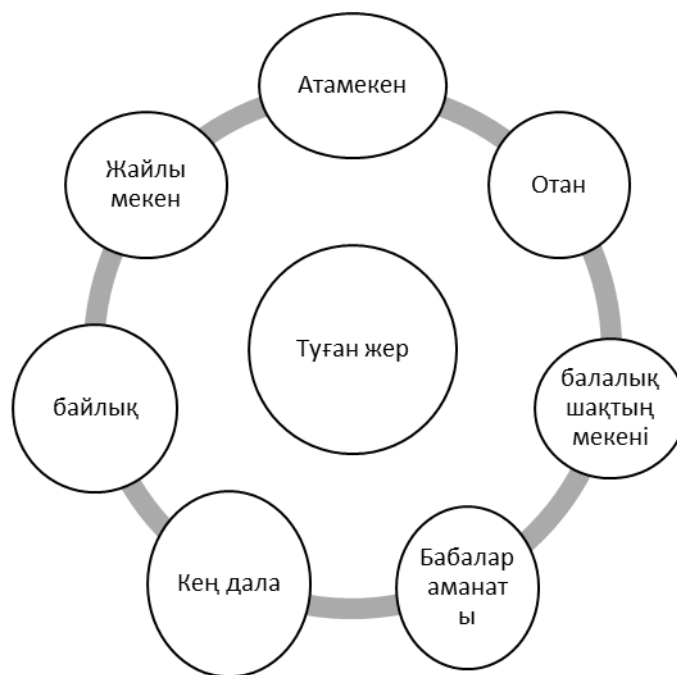 Атамекен
Отан
балалық
шақтың
мекені
Бабалар
аманат
ы
Кең дала
байлық
Жайлы
мекен
Туған жер